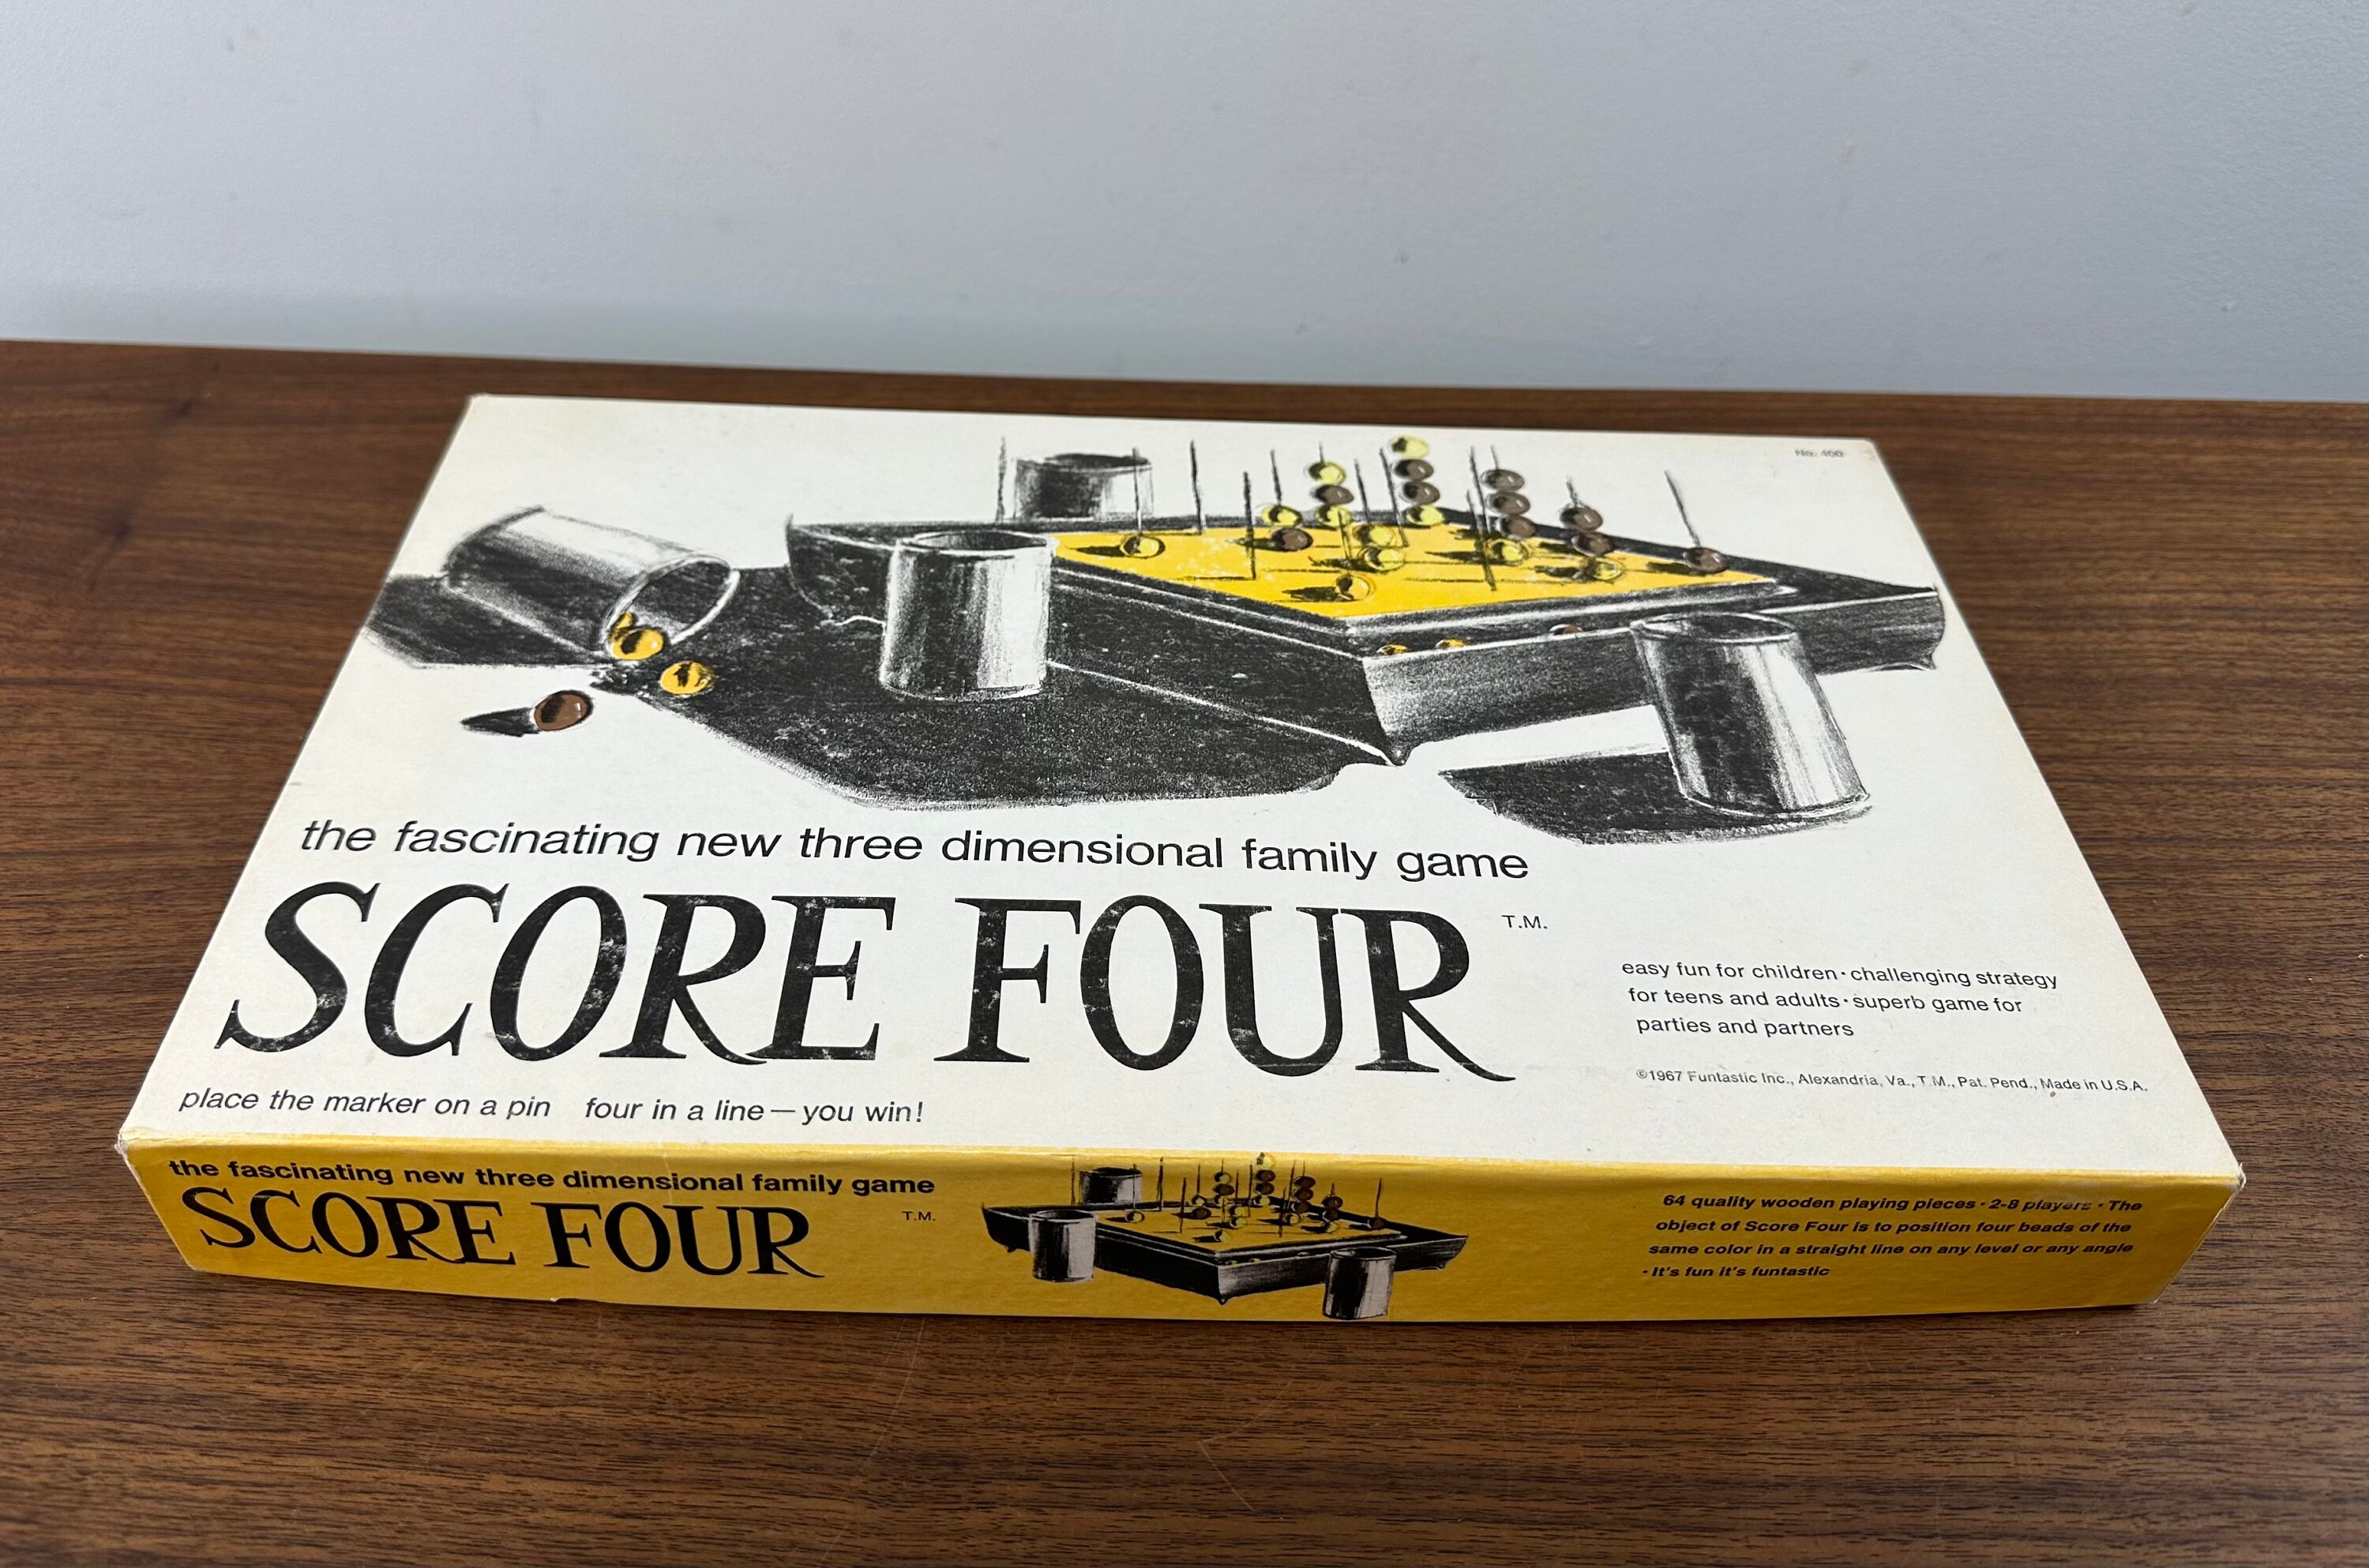 No. 400
the fascinating new three dimensional family game
SCORE FOUR T.M.
easy fun for children · challenging strategy
for teens and adults · superb game for
parties and partners
©1967 Funtastic Inc., Alexandria, Va., T.M., Pat. Pend., Made in U.S.A.
place the marker on a pin four in a line — you win!
the fascinating new three dimensional family game
SCORE FOUR T.M.
64 quality wooden playing pieces · 2-8 players · The
object of Score Four is to position four beads of the
same color in a straight line on any level or any angle
· It's fun it's funtastic